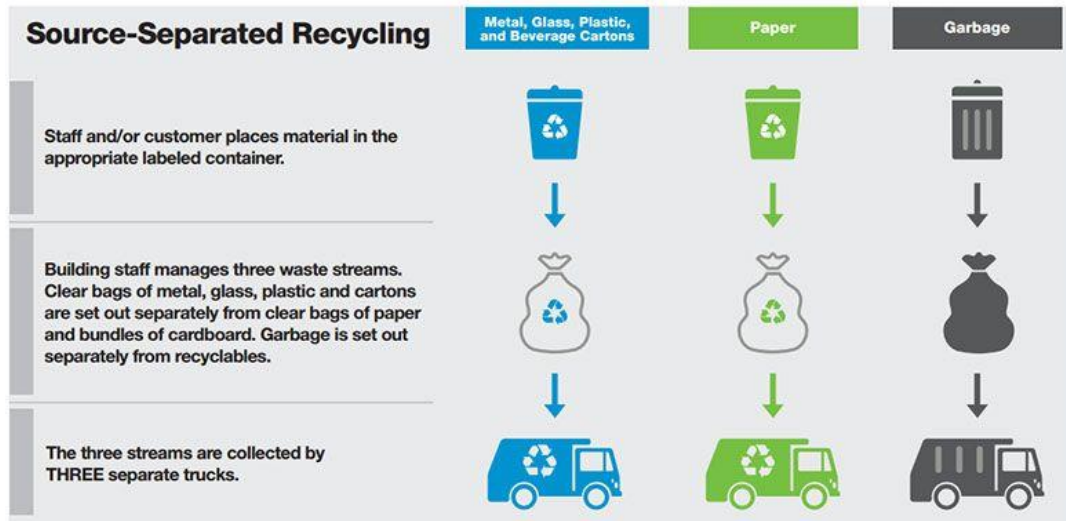 Source-Separated Recycling
Metal, Glass, Plastic,
and Beverage Cartons
Paper
Garbage
Staff and/or customer places material in the
appropriate labeled container.
Building staff manages three waste streams.
Clear bags of metal, glass, plastic and cartons
are set out separately from clear bags of paper
and bundles of cardboard. Garbage is set out
separately from recyclables.
The three streams are collected by
THREE separate trucks.